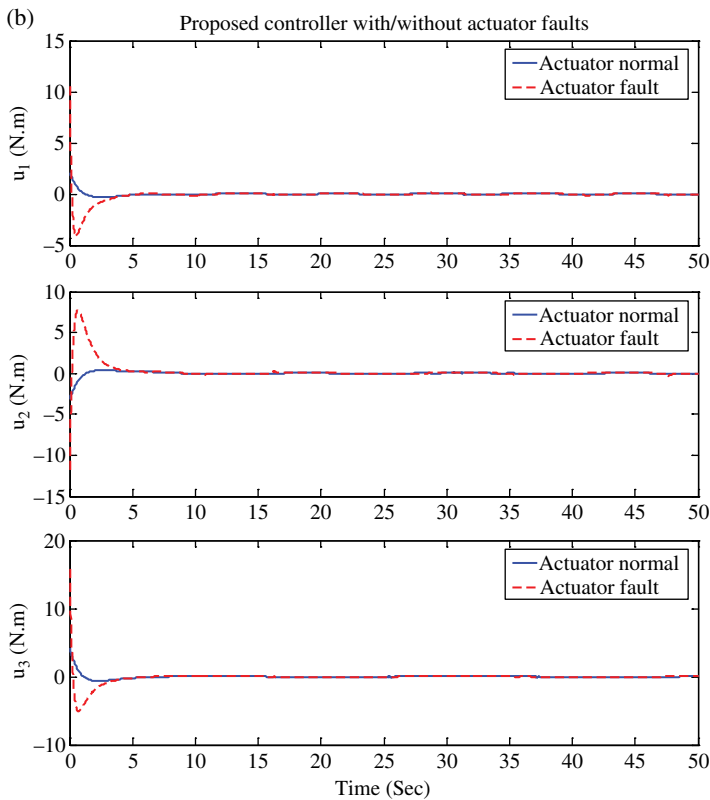 (b)
Proposed controller with/without actuator faults
15
10
5
0
−5
u1 (N.m)
Actuator normal
Actuator fault
0 5 10 15 20 25 30 35 40 45 50
10
5
0
−5
−10
−15
u2 (N.m)
Actuator normal
Actuator fault
0 5 10 15 20 25 30 35 40 45 50
20
10
0
−10
u3 (N.m)
Actuator normal
Actuator fault
0 5 10 15 20 25 30 35 40 45 50
Time (Sec)